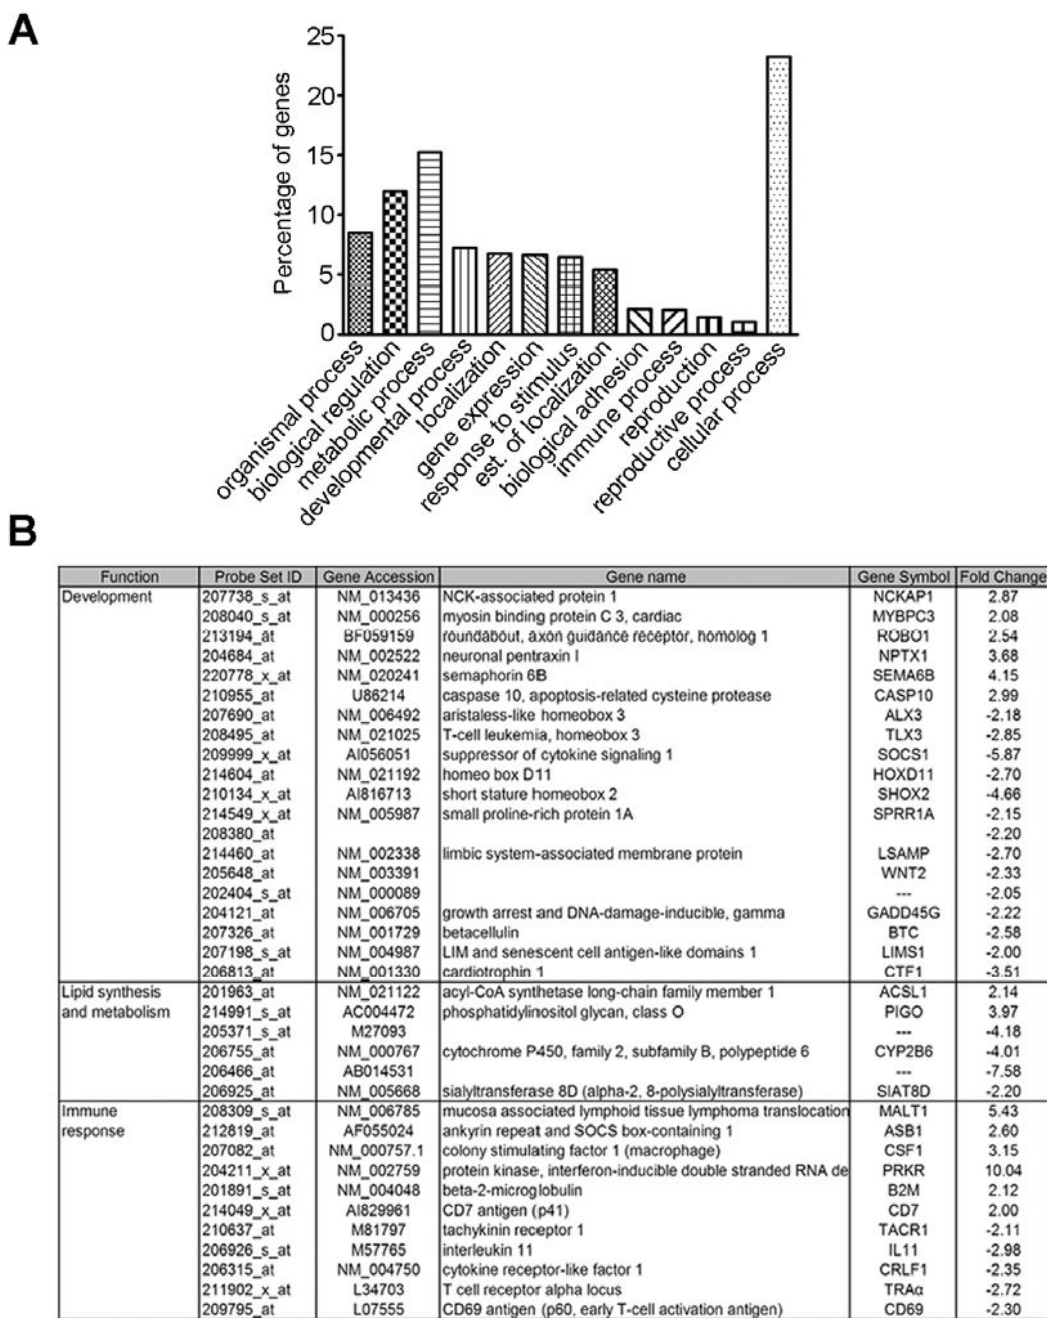 A
Percentage of genes
25
20
15
10
5
0
organismal process
biological regulation
metabolic process
developmental process
localization
gene expression
response to stimulus
est. of localization
biological adhesion
immune process
reproduction
reproductive process
cellular process
B
Function Probe Set ID Gene Accession Gene name Gene Symbol Fold Change
Development 207738_s_at NM_013436 NCK-associated protein 1 NCKAP1 2.87
208040_s_at NM_000256 myosin binding protein C 3, cardiac MYBPC3 2.08
213194_at BF059159 roundabout, axon guidance receptor, homolog 1 ROBO1 2.54
204684_at NM_002522 neuronal pentraxin I NPTX1 3.68
220778_x_at NM_020241 semaphorin 6B SEMA6B 4.15
210955_at U86214 caspase 10, apoptosis-related cysteine protease CASP10 2.99
207690_at NM_006492 aristaless-like homeobox 3 ALX3 -2.18
208495_at NM_021025 T-cell leukemia, homeobox 3 TLX3 -2.85
209999_x_at AI056051 suppressor of cytokine signaling 1 SOCS1 -5.87
214604_at NM_021192 homeo box D11 HOXD11 -2.70
210134_x_at AI816713 short stature homeobox 2 SHOX2 -4.66
214549_x_at NM_005987 small proline-rich protein 1A SPRR1A -2.15
208380_at -2.20
214460_at NM_002338 limbic system-associated membrane protein LSAMP -2.70
205648_at NM_003391 WNT2 -2.33
202404_s_at NM_000089 --- -2.05
204121_at NM_006705 growth arrest and DNA-damage-inducible, gamma GADD45G -2.22
207326_at NM_001729 betacellulin BTC -2.58
207198_s_at NM_004987 LIM and senescent cell antigen-like domains 1 LIMS1 -2.00
206813_at NM_001330 cardiotrophin 1 CTF1 -3.51
Lipid synthesis 201963_at NM_021122 acyl-CoA synthetase long-chain family member 1 ACSL1 2.14
and metabolism 214991_s_at AC004472 phosphatidylinositol glycan, class O PIGO 3.97
205371_s_at M27093 --- -4.18
206755_at NM_000767 cytochrome P450, family 2, subfamily B, polypeptide 6 CYP2B6 -4.01
206466_at AB014531 --- -7.58
206925_at NM_005668 sialyltransferase 8D (alpha-2, 8-polysialyltransferase) SIAT8D -2.20
Immune 208309_s_at NM_006785 mucosa associated lymphoid tissue lymphoma translocation MALT1 5.43
response 212819_at AF055024 ankyrin repeat and SOCS box-containing 1 ASB1 2.60
207082_at NM_000757.1 colony stimulating factor 1 (macrophage) CSF1 3.15
204211_x_at NM_002759 protein kinase, interferon-inducible double stranded RNA de PRKR 10.04
201891_s_at NM_004048 beta-2-microglobulin B2M 2.12
214049_x_at AI829961 CD7 antigen (p41) CD7 2.00
210637_at M81797 tachykinin receptor 1 TACR1 -2.11
206926_s_at M57765 interleukin 11 IL11 -2.98
206315_at NM_004750 cytokine receptor-like factor 1 CRLF1 -2.35
211902_x_at L34703 T cell receptor alpha locus TRAα -2.72
209795_at L07555 CD69 antigen (p60, early T-cell activation antigen) CD69 -2.30